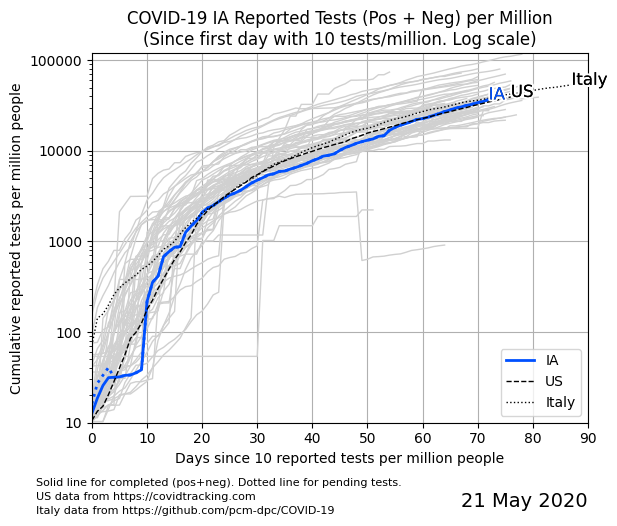 COVID-19 IA Reported Tests (Pos + Neg) per Million
(Since first day with 10 tests/million. Log scale)
Cumulative reported tests per million people
100000
10000
1000
100
10
IA
US
Italy
IA
US
Italy
0 10 20 30 40 50 60 70 80 90
Days since 10 reported tests per million people
Solid line for completed (pos+neg). Dotted line for pending tests.
US data from https://covidtracking.com
Italy data from https://github.com/pcm-dpc/COVID-19
21 May 2020